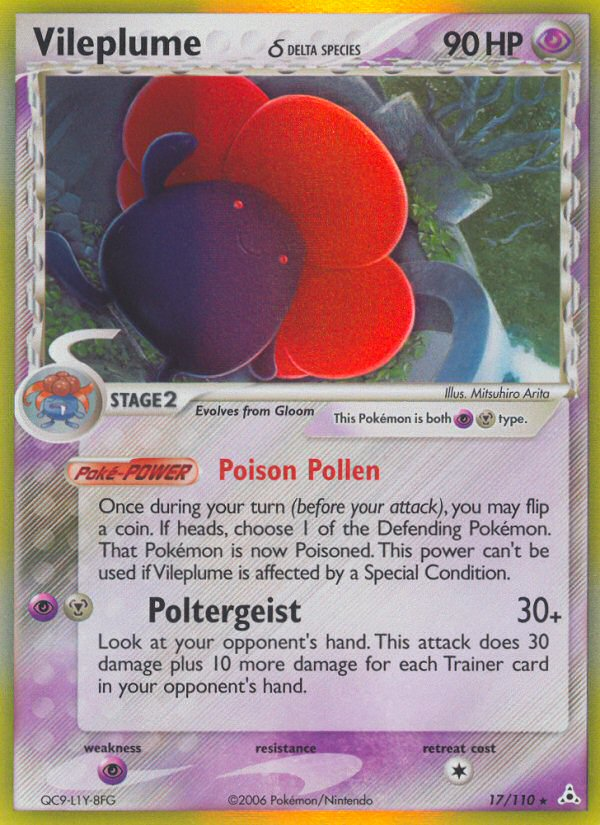 Vileplume δ DELTA SPECIES 90 HP
Illus. Mitsuhiro Arita
STAGE2
Evolves from Gloom
This Pokémon is both type.
Poké-POWER Poison Pollen
Once during your turn (before your attack), you may flip
a coin. If heads, choose 1 of the Defending Pokémon.
That Pokémon is now Poisoned. This power can't be
used if Vileplume is affected by a Special Condition.
Poltergeist 30+
Look at your opponent's hand. This attack does 30
damage plus 10 more damage for each Trainer card
in your opponent's hand.
weakness resistance retreat cost
QC9-L1Y-8FG ©2006 Pokémon/Nintendo 17/110 ★